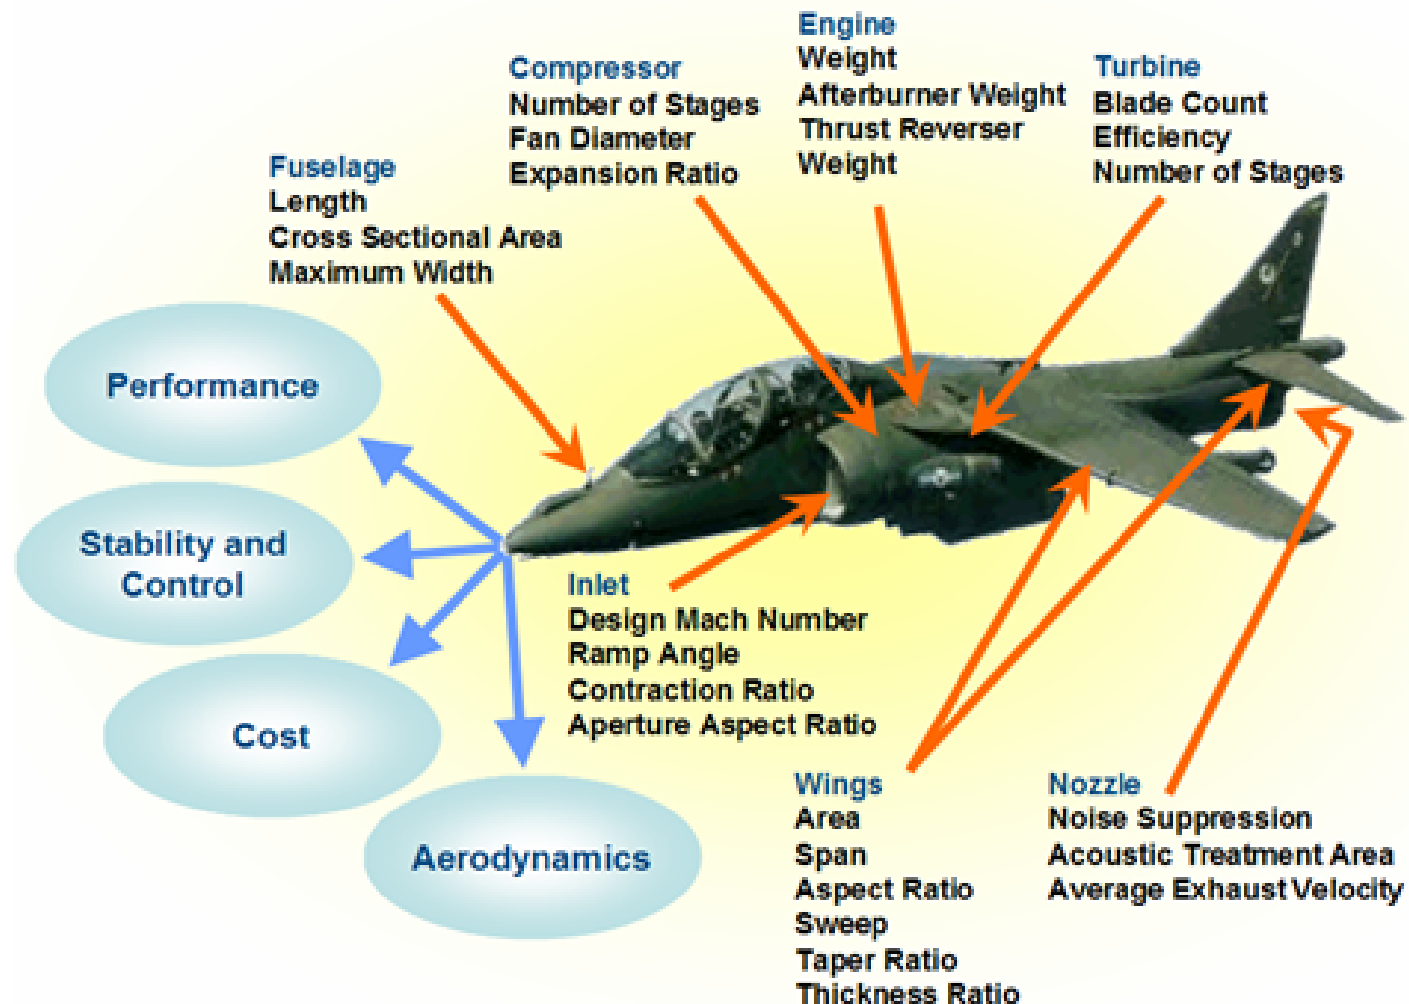 Engine
Weight
Afterburner Weight
Thrust Reverser
Weight
Compressor
Number of Stages
Fan Diameter
Expansion Ratio
Turbine
Blade Count
Efficiency
Number of Stages
Fuselage
Length
Cross Sectional Area
Maximum Width
Performance
Stability and
Control
Cost
Aerodynamics
Inlet
Design Mach Number
Ramp Angle
Contraction Ratio
Aperture Aspect Ratio
Wings
Area
Span
Aspect Ratio
Sweep
Taper Ratio
Thickness Ratio
Nozzle
Noise Suppression
Acoustic Treatment Area
Average Exhaust Velocity